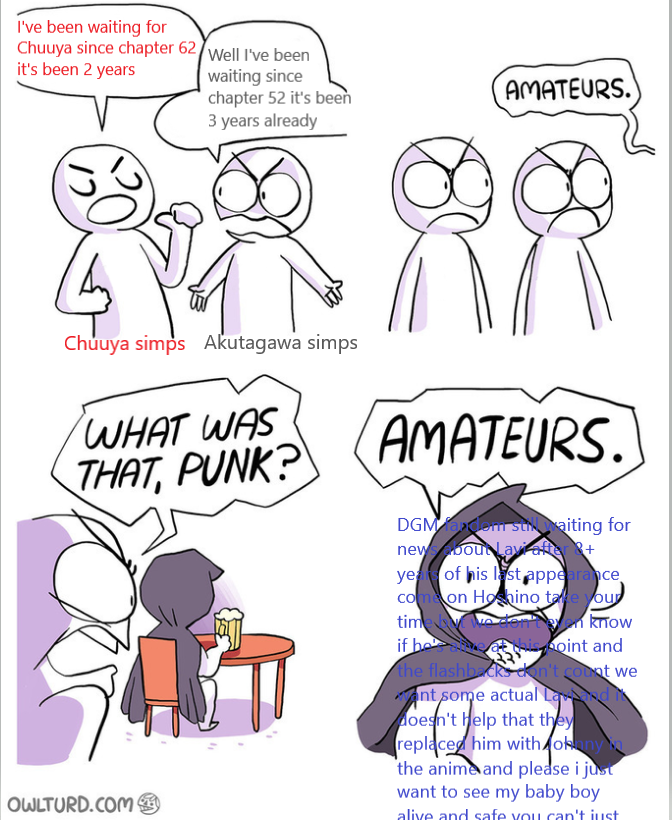 I've been waiting for
Chuuya since chapter 62
it's been 2 years
Well I've been
waiting since
chapter 52 it's been
3 years already
AMATEURS.
Chuuya simps
Akutagawa simps
WHAT WAS
THAT, PUNK?
AMATEURS.
DGM fandom still waiting for
news about Lavi after 8+
years of his last appearance
come on Hoshino take your
time but we don't even know
if he's alive at this point and
the flashbacks don't count we
want some actual Lavi and it
doesn't help that they
replaced him with Johnny in
the anime and please i just
want to see my baby boy
alive and safe you can't just
OWLTURD.COM